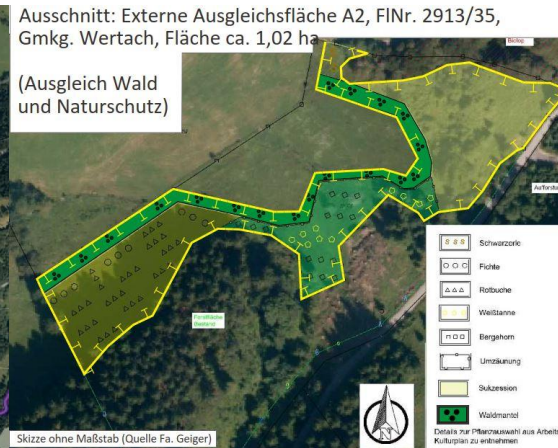 Ausschnitt: Externe Ausgleichsfläche A2, FlNr. 2913/35,
Gmkg. Wertach, Fläche ca. 1,02 ha
(Ausgleich Wald
und Naturschutz)
Biotop
Schwarzerle
Fichte
Rotbuche
Weißtanne
Bergahorn
Umzäunung
Sukzession
Waldmantel
Details zur Pflanzauswahl aus Arbeits
Kulturplan zu entnehmen
Skizze ohne Maßstab (Quelle Fa. Geiger)